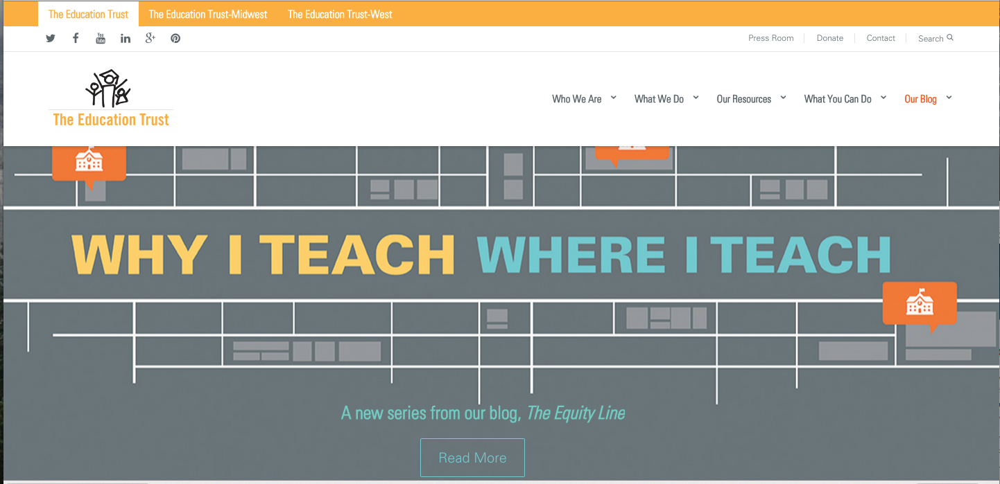 The Education Trust The Education Trust-Midwest The Education Trust-West
You Tube in g+ Press Room Donate Contact Search
Who We Are What We Do Our Resources What You Can Do Our Blog
The Education Trust
WHY I TEACH WHERE I TEACH
A new series from our blog, The Equity Line
Read More